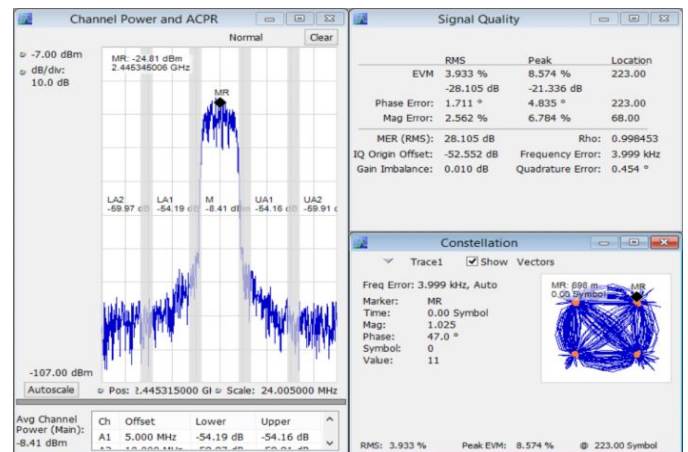 Channel Power and ACPR
Normal
Clear
-7.00 dBm
dB/div:
10.0 dB
MR: -24.81 dBm
2.445346006 GHz
MR
LA2 LA1 M UA1 UA2
-59.97 -54.19 -8.41 -54.16 -59.91
-107.00 dBm
Autoscale
Pos: 2.445315000 Scale: 24.005000 MHz
Avg Channel
Power (Main):
-8.41 dBm
Ch Offset Lower Upper
A1 5.000 MHz -54.19 dB -54.16 dB
Signal Quality
RMS Peak Location
EVM 3.933 % 8.574 % 223.00
-28.105 dB -21.336 dB
Phase Error: 1.711 ° 4.835 ° 223.00
Mag Error: 2.562 % 6.784 % 68.00
MER (RMS): 28.105 dB Rho: 0.998453
IQ Origin Offset: -52.552 dB Frequency Error: 3.999 kHz
Gain Imbalance: 0.010 dB Quadrature Error: 0.454 °
Constellation
Trace1 Show Vectors
Freq Error: 3.999 kHz, Auto
Marker: MR
Time: 0.00 Symbol
Mag: 1.025
Phase: 47.0 °
Symbol: 0
Value: 11
MR:
0.00 Symbol
MR
RMS: 3.933 % Peak EVM: 8.574 % @ 223.00 Symbol